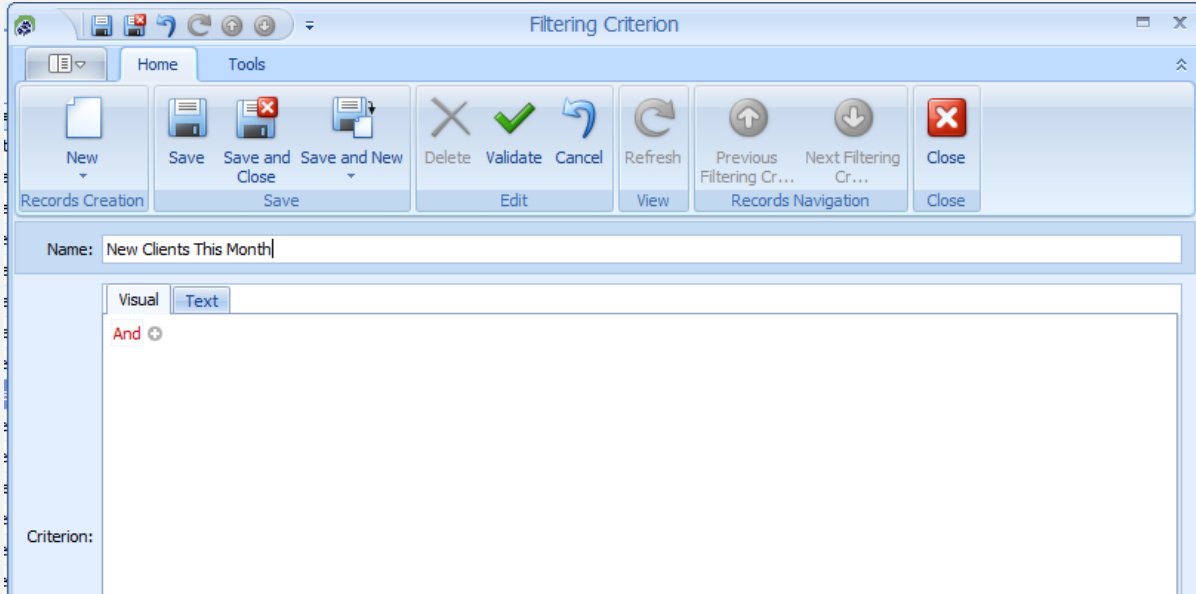 Filtering Criterion
Home Tools
New Save Save and Close Save and New Delete Validate Cancel Refresh Previous Filtering Cr... Next Filtering Cr... Close
Records Creation Save Edit View Records Navigation Close
Name: New Clients This Month
Visual Text
And
Criterion: